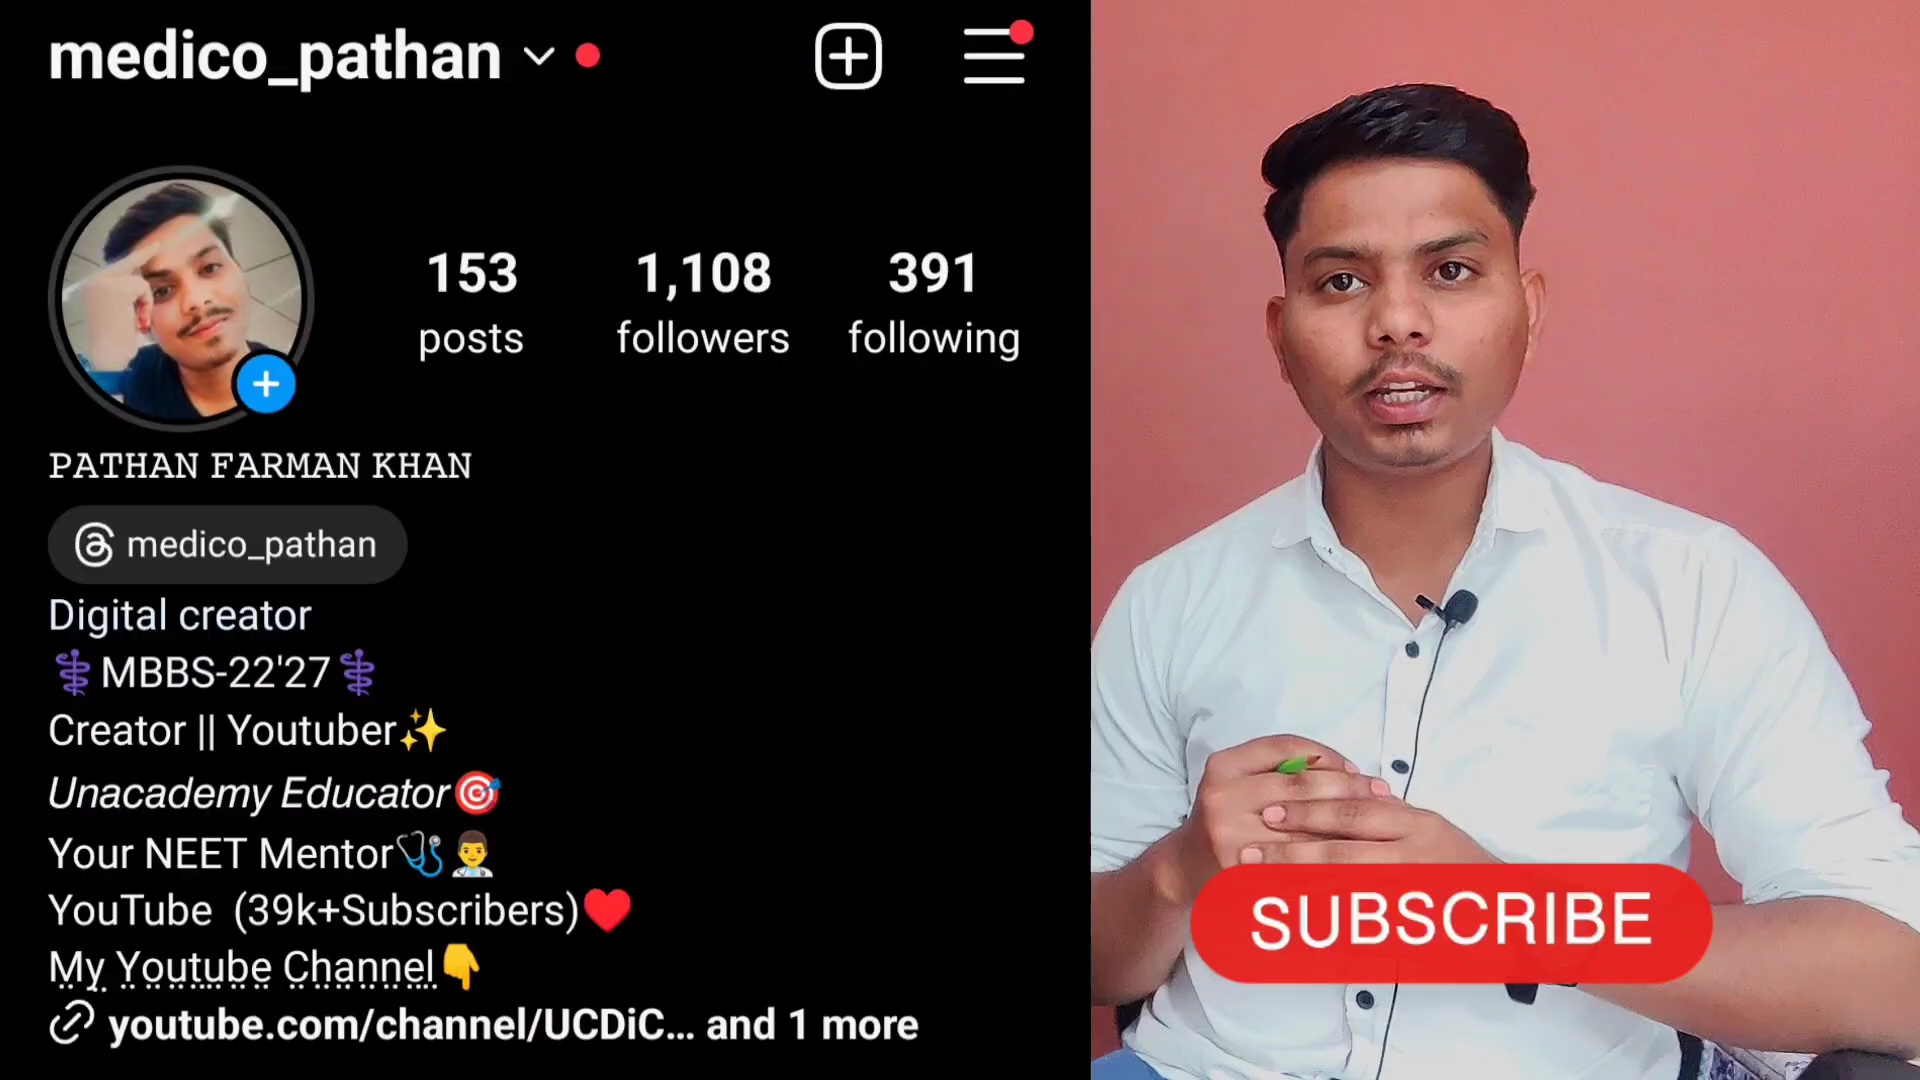 medico_pathan
153 1,108 391
posts followers following
PATHAN FARMAN KHAN
medico_pathan
Digital creator
⚕MBBS-22'27⚕
Creator || Youtuber✨
Unacademy Educator🎯
Your NEET Mentor🩺👨‍⚕️
YouTube (39k+Subscribers)❤️
My Youtube Channel👇
youtube.com/channel/UCDiC... and 1 more
SUBSCRIBE